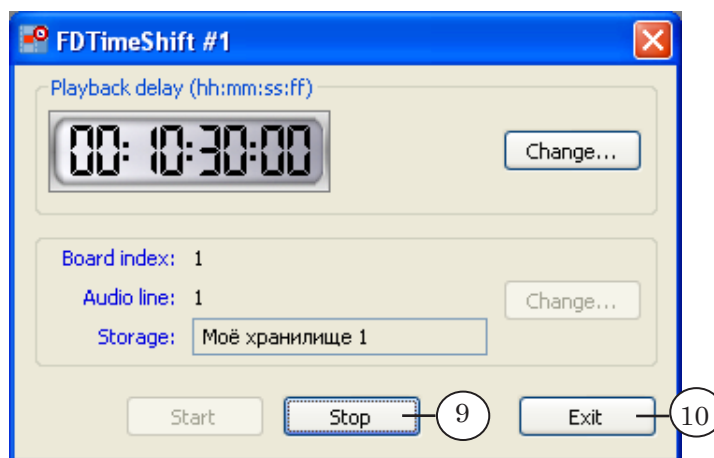 FDTimeShift #1
Playback delay (hh:mm:ss:ff)
00:10:30:00
Change...
Board index: 1
Audio line: 1
Change...
Storage: Моё хранилище 1
Start Stop 9 Exit 10